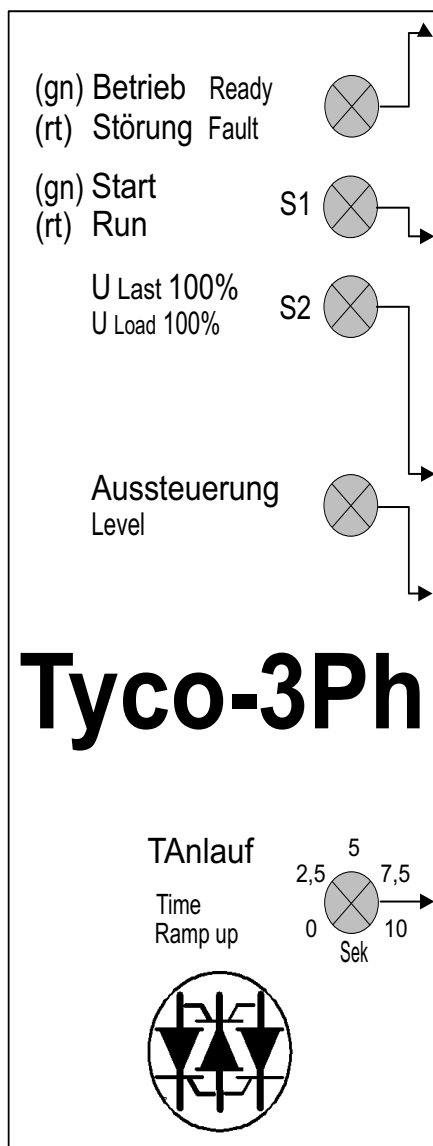 (gn) Betrieb Ready
(rt) Störung Fault
(gn) Start
(rt) Run
S1
U Last 100%
U Load 100%
S2
Aussteuerung
Level
Tyco-3Ph
TAnlauf
5
2,5
7,5
Time
Ramp up
0
10
Sek